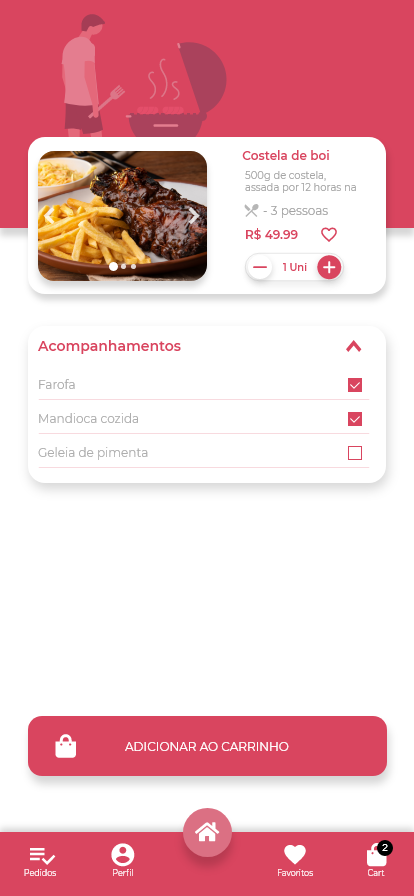 Costela de boi
500g de costela,
assada por 12 horas na
- 3 pessoas
R$ 49.99
1 Uni
Acompanhamentos
Farofa
Mandioca cozida
Geleia de pimenta
ADICIONAR AO CARRINHO
2
Pedidos
Perfil
Favoritos
Cart